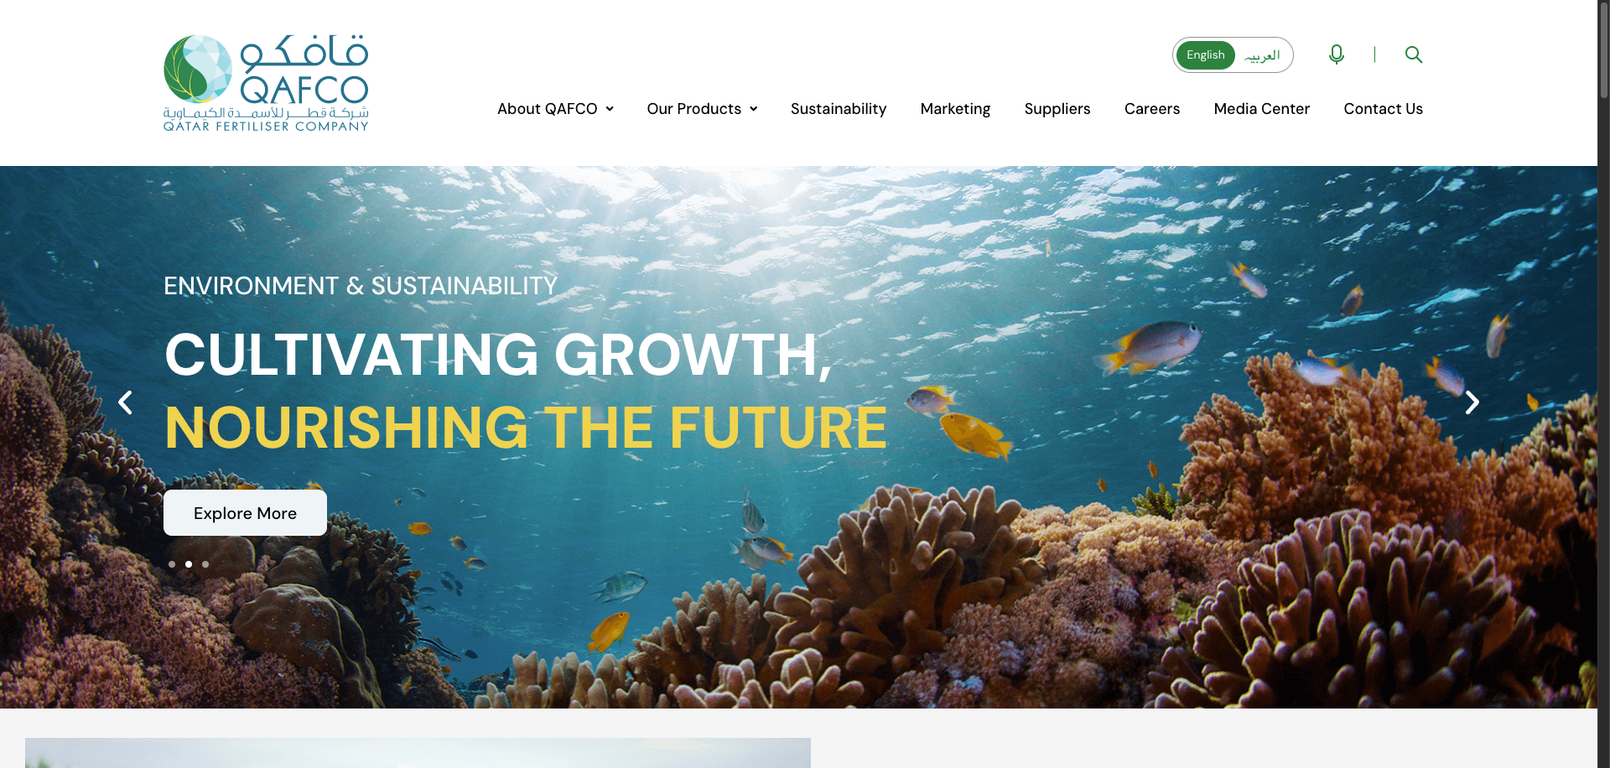 قافكو
QAFCO
شركة قطر للأسمدة الكيماوية
QATAR FERTILISER COMPANY
English
العربية
About QAFCO
Our Products
Sustainability
Marketing
Suppliers
Careers
Media Center
Contact Us
ENVIRONMENT & SUSTAINABILITY
CULTIVATING GROWTH,
NOURISHING THE FUTURE
Explore More